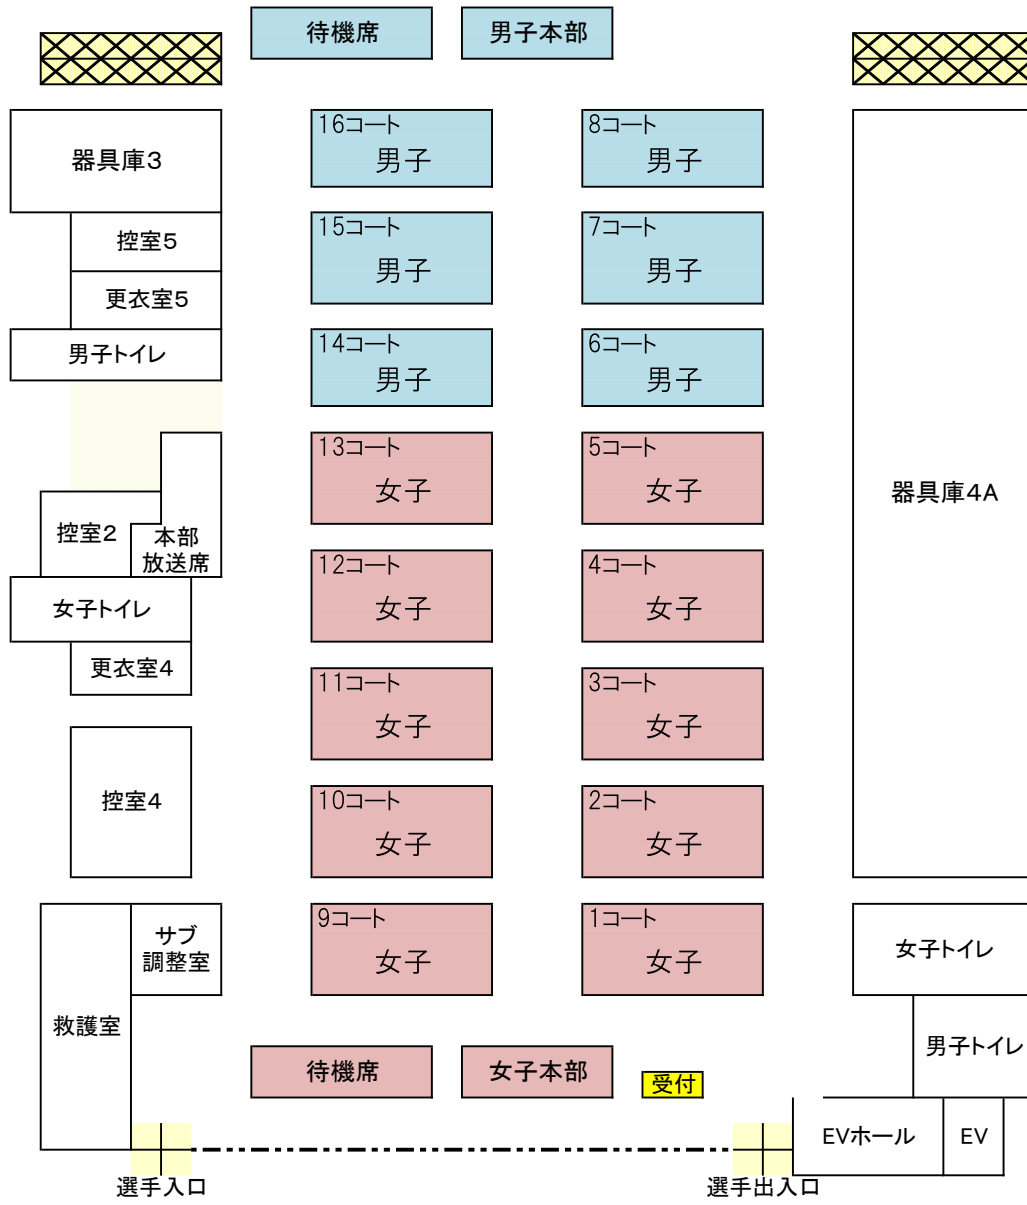 待機席
男子本部
器具庫3
控室5
更衣室5
男子トイレ
控室2
本部
放送席
女子トイレ
更衣室4
控室4
サブ
調整室
救護室
16コート
男子
15コート
男子
14コート
男子
13コート
女子
12コート
女子
11コート
女子
10コート
女子
9コート
女子
8コート
男子
7コート
男子
6コート
男子
5コート
女子
4コート
女子
3コート
女子
2コート
女子
1コート
女子
器具庫4A
女子トイレ
男子トイレ
待機席
女子本部
受付
EVホール
EV
選手入口
選手出入口